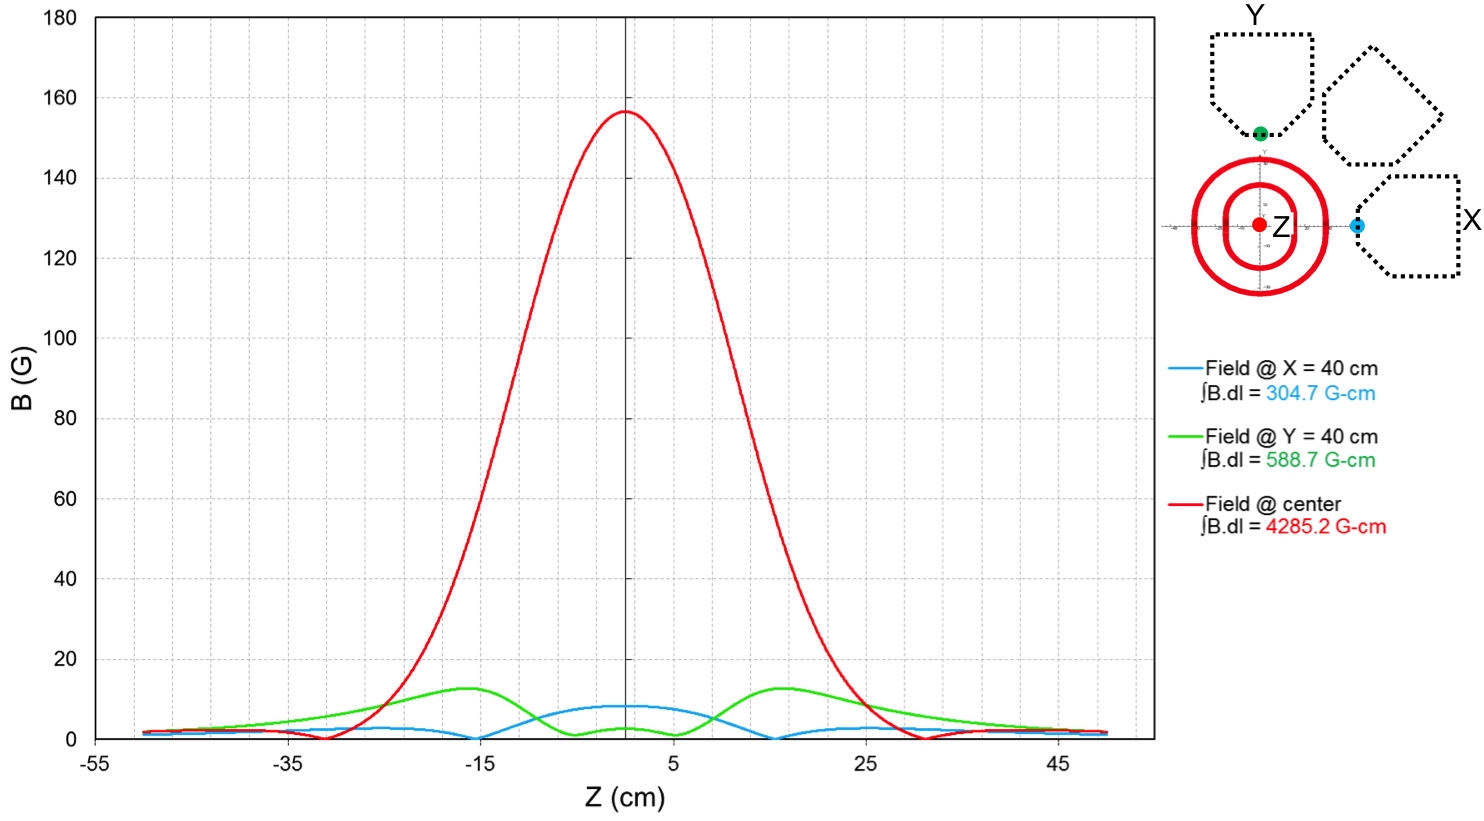 180
160
140
120
100
80
60
40
20
0
B (G)
-55
-35
-15
5
25
45
Z (cm)
Y
Z
X
Field @ X = 40 cm
∫B.dl = 304.7 G-cm
Field @ Y = 40 cm
∫B.dl = 588.7 G-cm
Field @ center
∫B.dl = 4285.2 G-cm